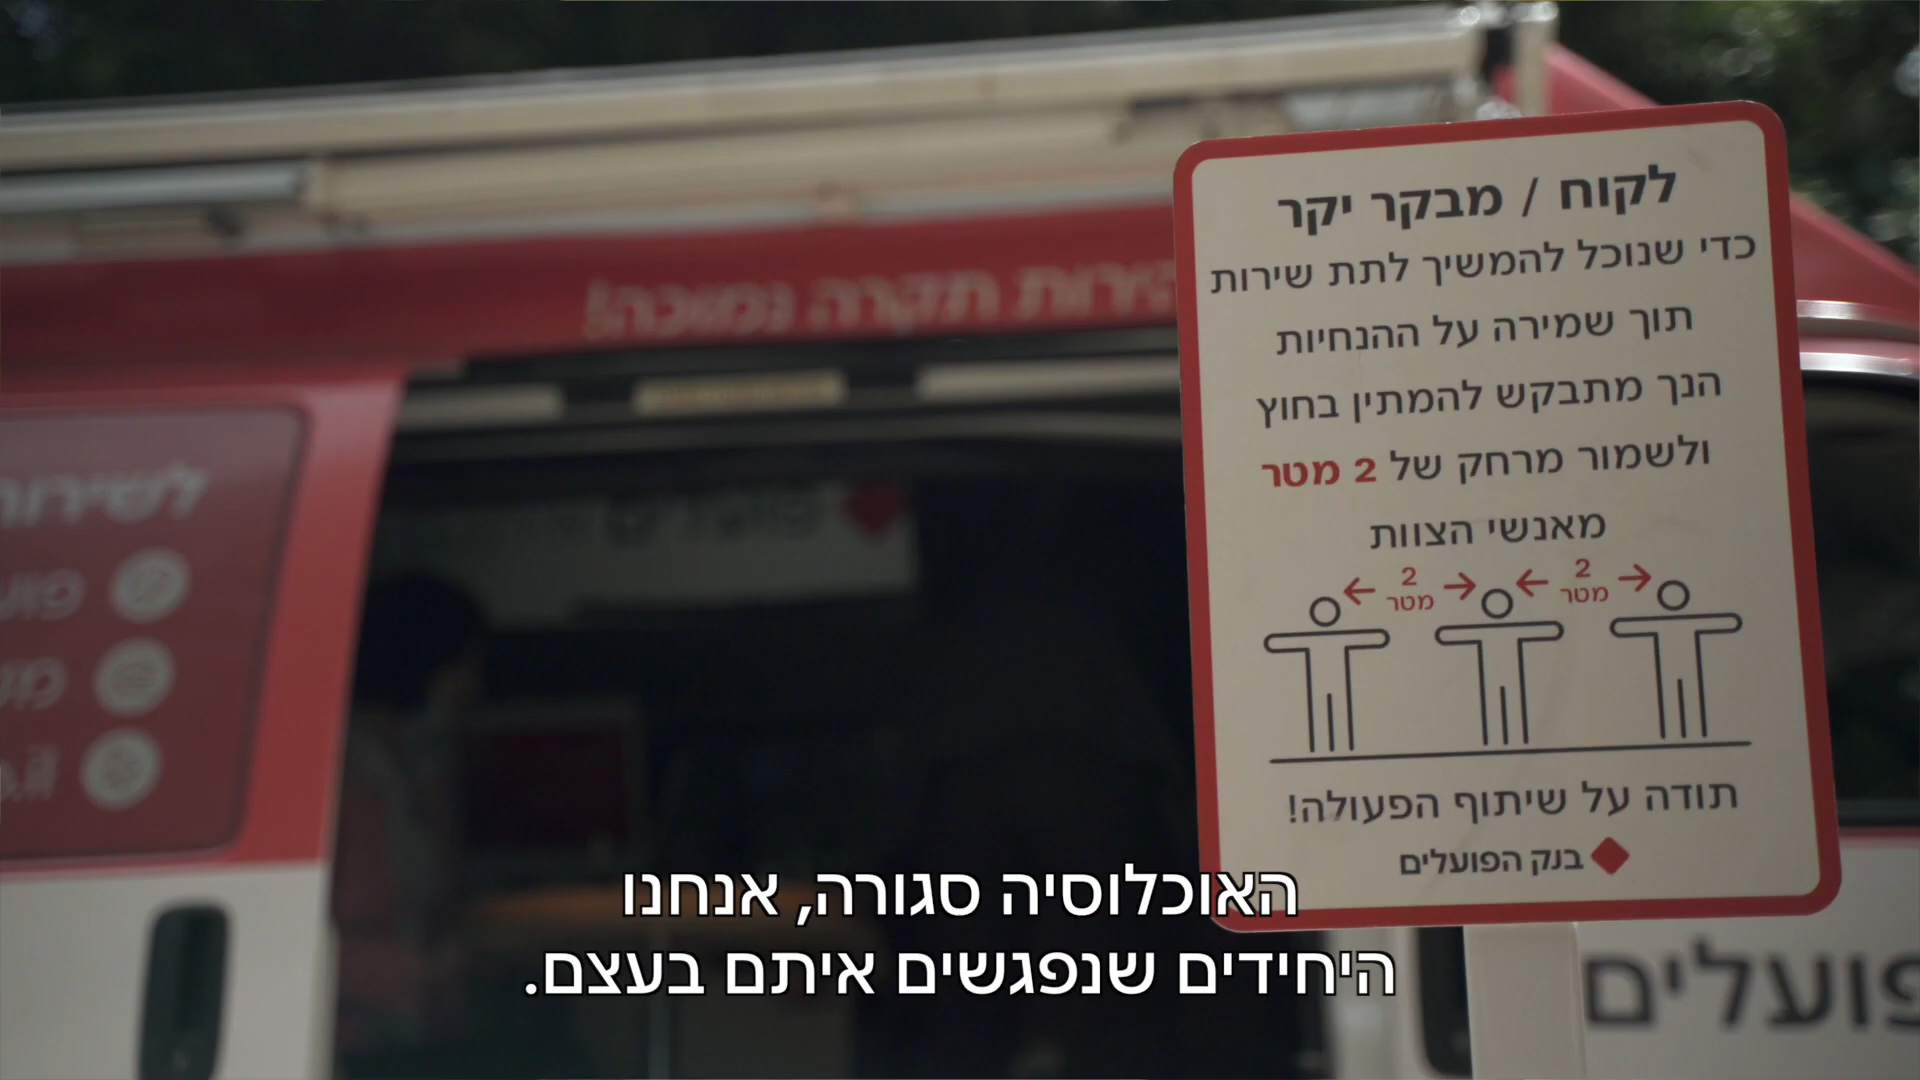 לקוח / מבקר יקר
כדי שנוכל להמשיך לתת שירות
תוך שמירה על ההנחיות
הנך מתבקש להמתין בחוץ
ולשמור מרחק של 2 מטר
מאנשי הצוות
2 מטר
2 מטר
תודה על שיתוף הפעולה!
בנק הפועלים
תקרה נמוכה!
פועלים
האוכלוסיה סגורה, אנחנו
היחידים שנפגשים איתם בעצם.